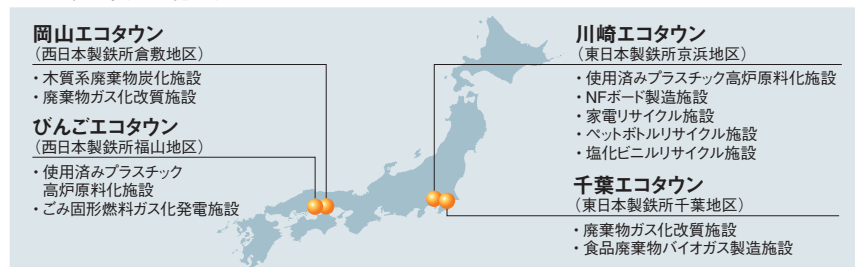 岡山エコタウン
（西日本製鉄所倉敷地区）
・木質系廃棄物炭化施設
・廃棄物ガス化改質施設
びんごエコタウン
（西日本製鉄所福山地区）
・使用済みプラスチック
高炉原料化施設
・ごみ固形燃料ガス化発電施設
川崎エコタウン
（東日本製鉄所京浜地区）
・使用済みプラスチック高炉原料化施設
・NFボード製造施設
・家電リサイクル施設
・ペットボトルリサイクル施設
・塩化ビニルリサイクル施設
千葉エコタウン
（東日本製鉄所千葉地区）
・廃棄物ガス化改質施設
・食品廃棄物バイオガス製造施設